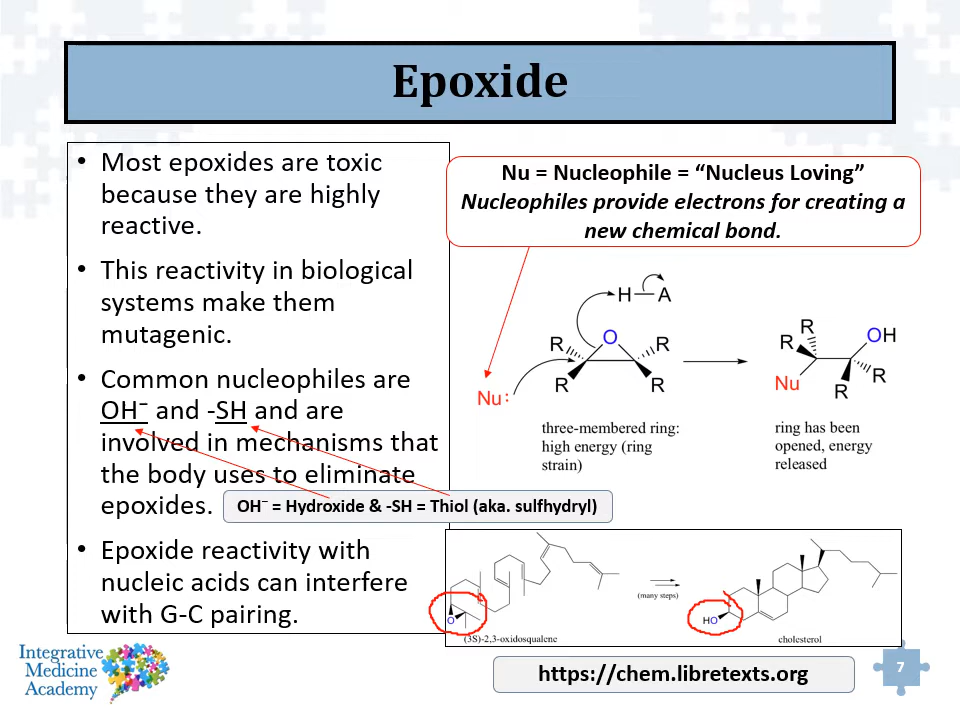 Epoxide
• Most epoxides are toxic
because they are highly
reactive.
• This reactivity in biological
systems make them
mutagenic.
• Common nucleophiles are
OH⁻ and -SH and are
involved in mechanisms that
the body uses to eliminate
epoxides.
• Epoxide reactivity with
nucleic acids can interfere
with G-C pairing.
Nu = Nucleophile = “Nucleus Loving”
Nucleophiles provide electrons for creating a
new chemical bond.
H—A
O
R
R
R
R
Nu:
three-membered ring:
high energy (ring
strain)
R
R
OH
Nu
R
R
ring has been
opened, energy
released
OH⁻ = Hydroxide & -SH = Thiol (aka. sulfhydryl)
O
(3S)-2,3-oxidosqualene
(many steps)
HO
cholesterol
https://chem.libretexts.org
Integrative
Medicine
Academy
7